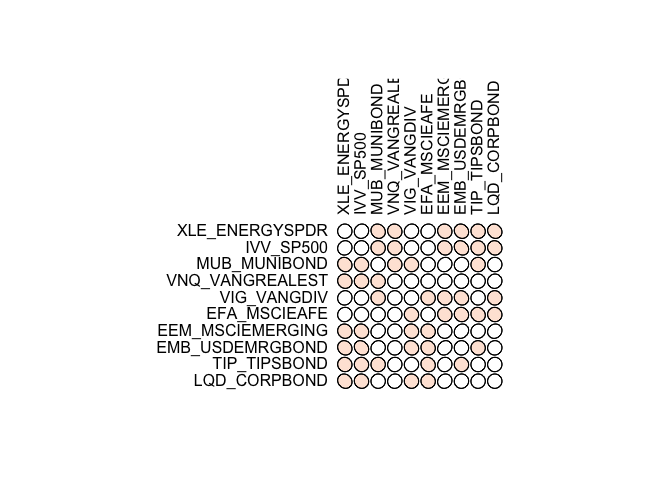 XLE_ENERGYSPD
IVV_SP500
MUB_MUNIBOND
VNQ_VANGREALE
VIG_VANGDIV
EFA_MSCIEAFE
EEM_MSCIEMERG
EMB_USDEMRGB
TIP_TIPSBOND
LQD_CORPBOND
XLE_ENERGYSPDR
IVV_SP500
MUB_MUNIBOND
VNQ_VANGREALEST
VIG_VANGDIV
EFA_MSCIEAFE
EEM_MSCIEMERGING
EMB_USDEMRGBOND
TIP_TIPSBOND
LQD_CORPBOND